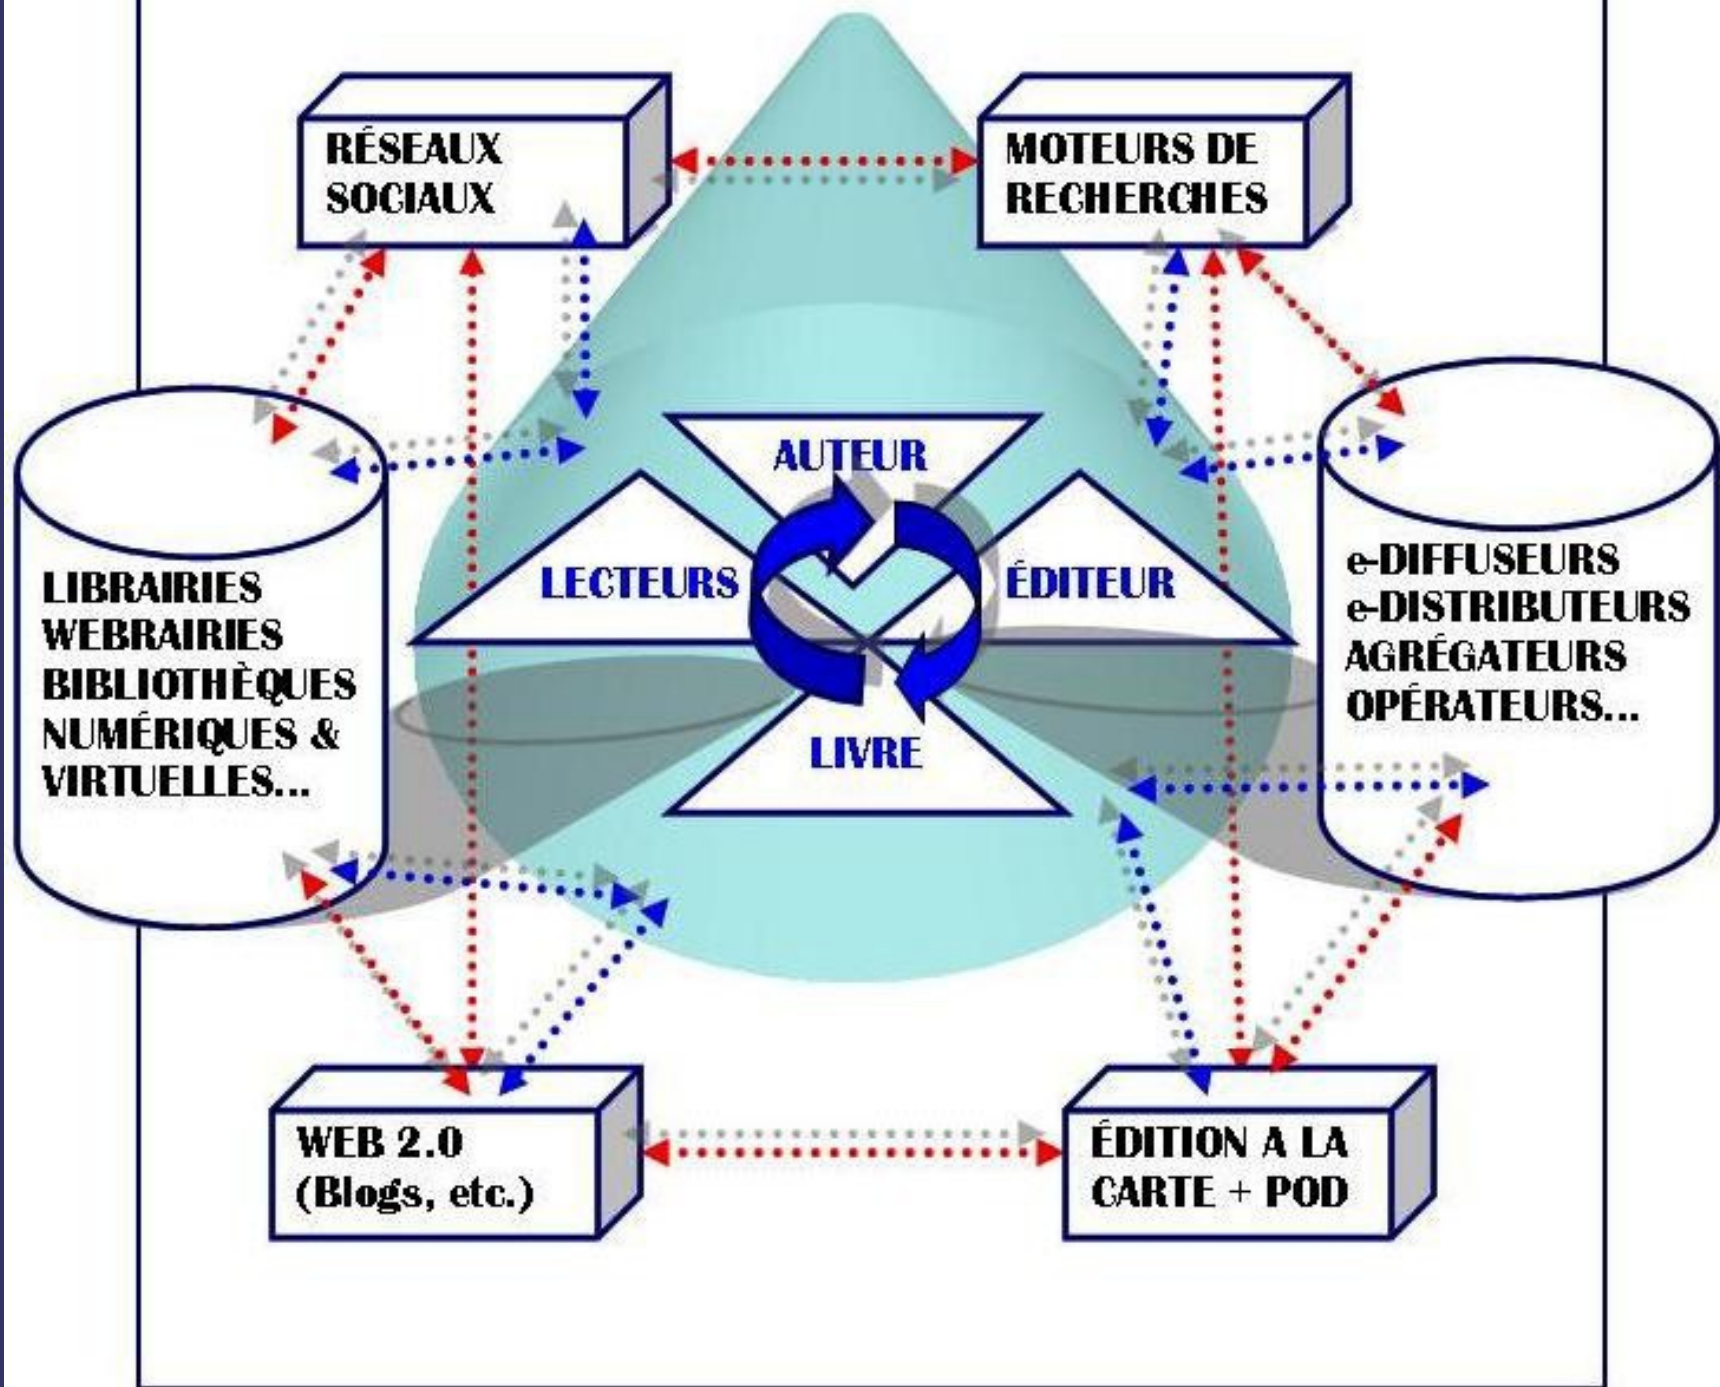 RÉSEAUX
SOCIAUX
MOTEURS DE
RECHERCHES
AUTEUR
LECTEURS
ÉDITEUR
LIVRE
LIBRAIRIES
WEBRAIRIES
BIBLIOTHÈQUES
NUMÉRIQUES &
VIRTUELLES...
e-DIFFUSEURS
e-DISTRIBUTEURS
AGRÉGATEURS
OPÉRATEURS...
WEB 2.0
(Blogs, etc.)
ÉDITION A LA
CARTE + POD